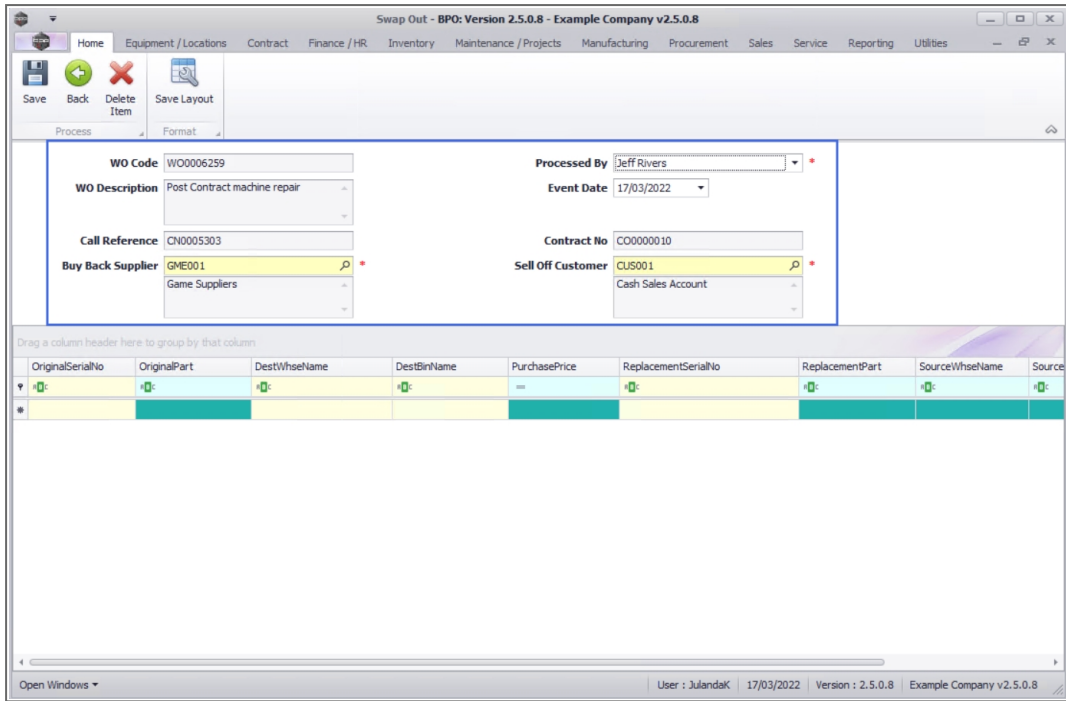 Swap Out - BPO: Version 2.5.0.8 - Example Company v2.5.0.8
Home Equipment / Locations Contract Finance / HR Inventory Maintenance / Projects Manufacturing Procurement Sales Service Reporting Utilities
Save Back Delete Item Save Layout
Process Format
WO Code WO0006259 Processed By Jeff Rivers *
WO Description Post Contract machine repair Event Date 17/03/2022
Call Reference CN0005303 Contract No CO0000010
Buy Back Supplier GME001 * Sell Off Customer CUS001 *
Game Suppliers Cash Sales Account
Drag a column header here to group by that column
OriginalSerialNo OriginalPart DestWhseName DestBinName PurchasePrice ReplacementSerialNo ReplacementPart SourceWhseName Source
Open Windows User : JulandaK 17/03/2022 Version : 2.5.0.8 Example Company v2.5.0.8